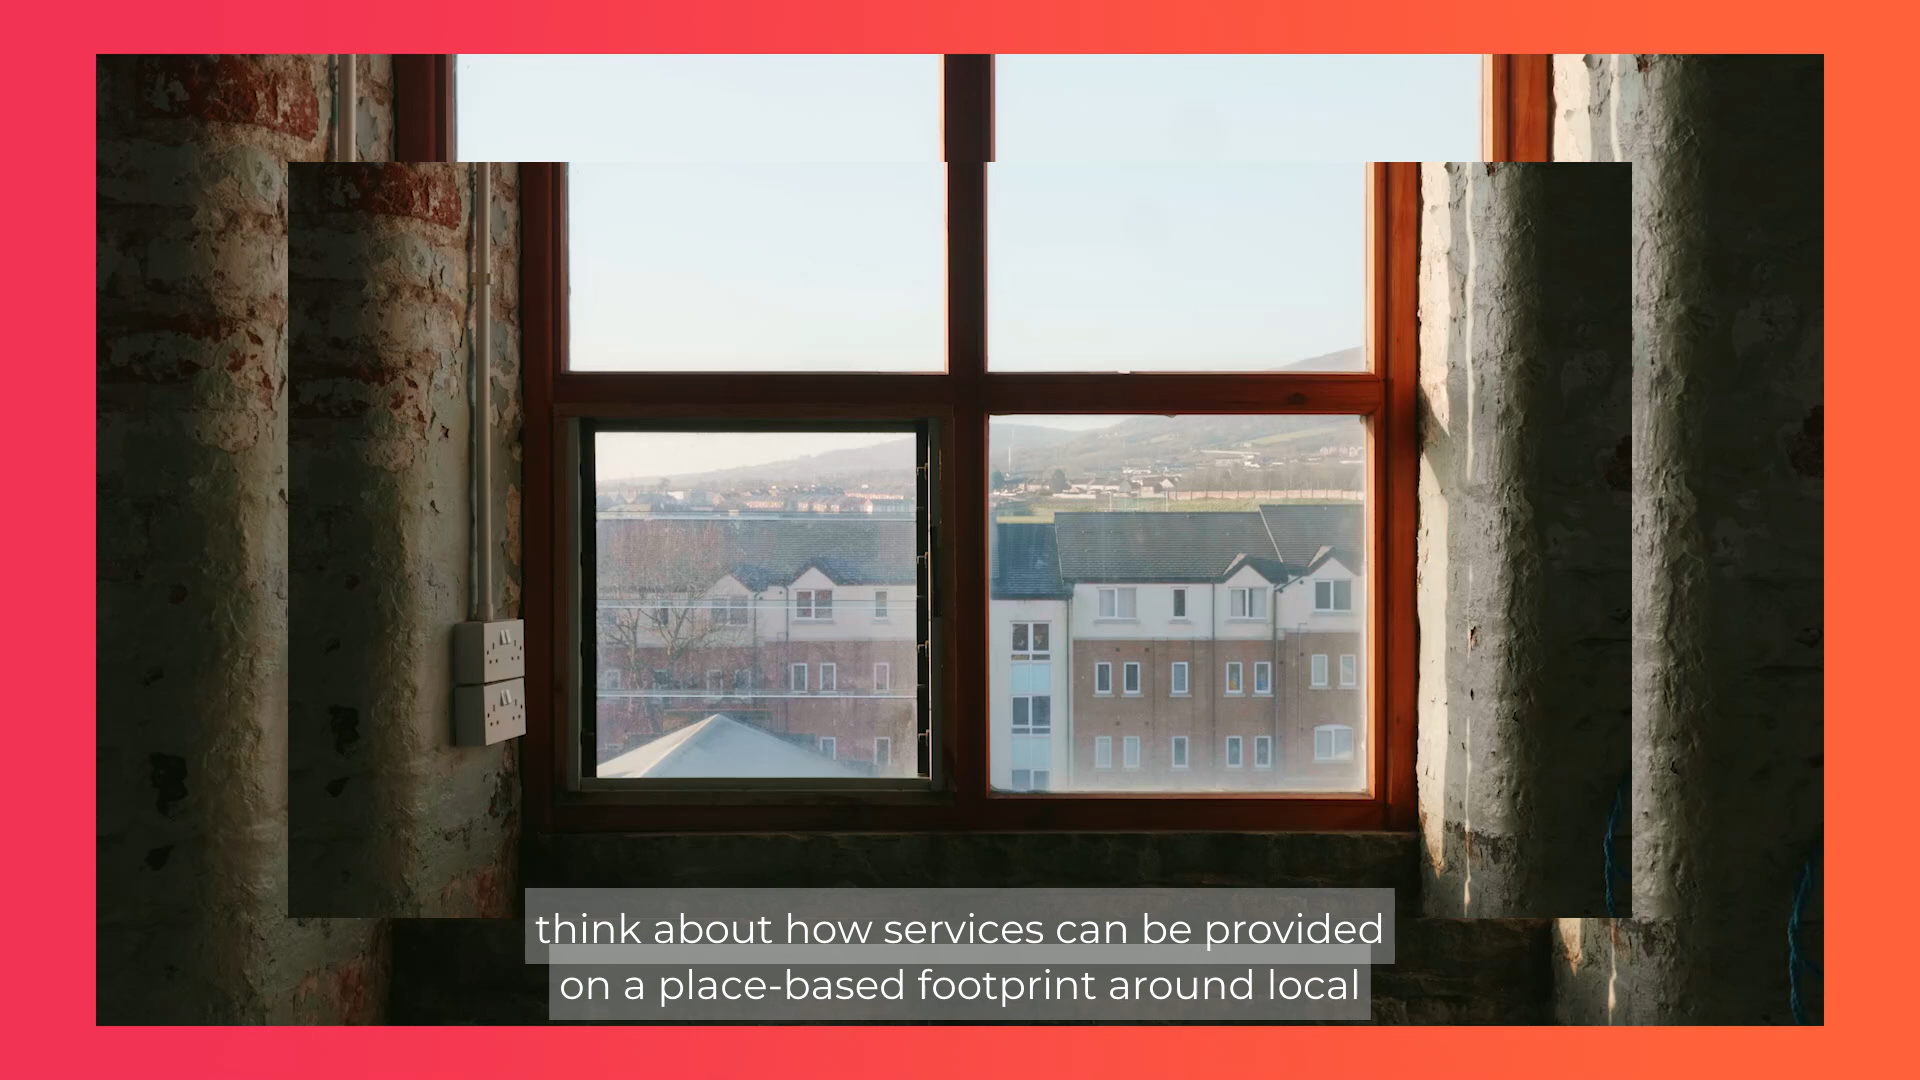 think about how services can be provided
on a place-based footprint around local